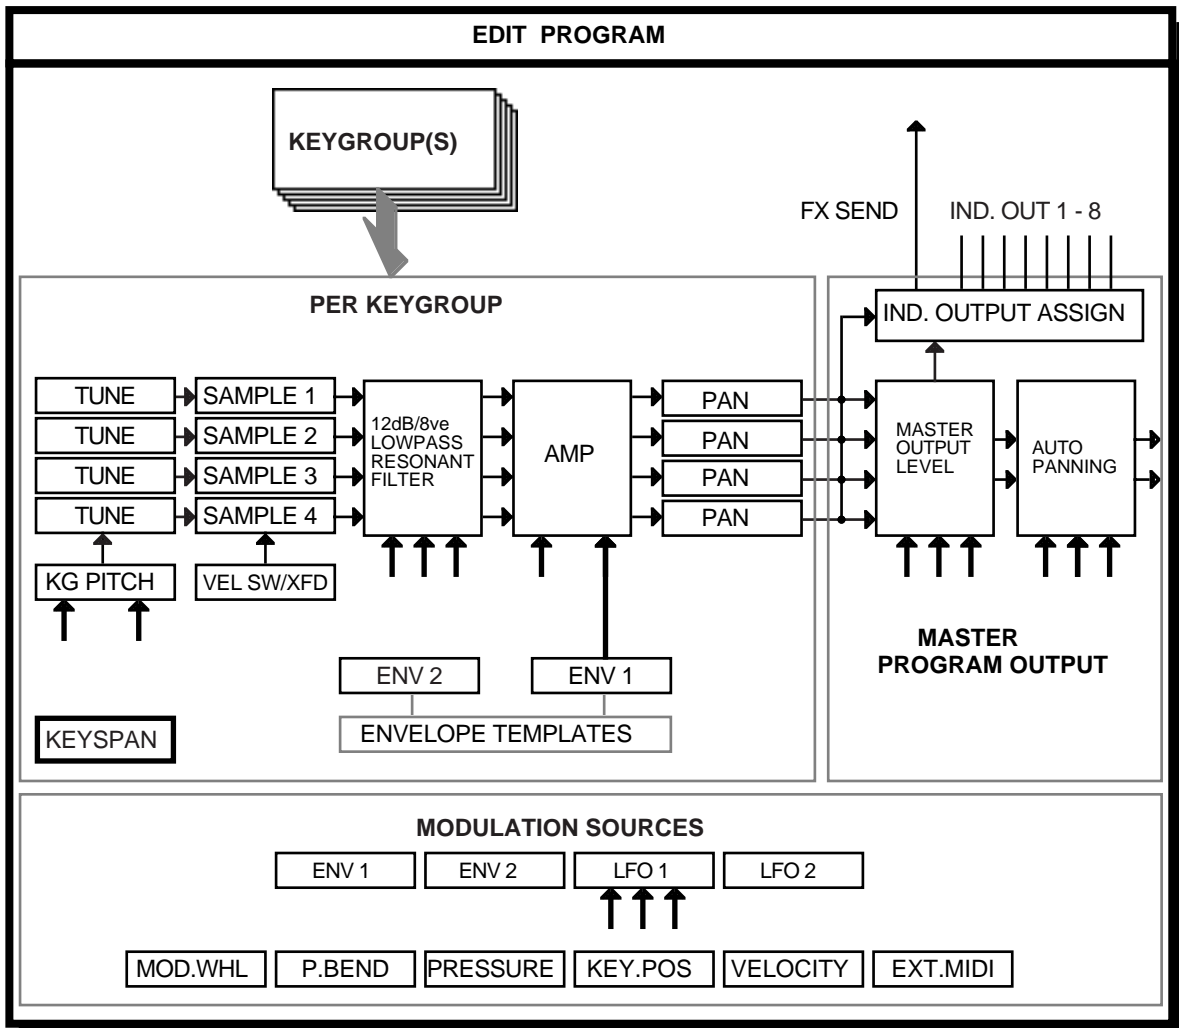 EDIT PROGRAM
KEYGROUP(S)
FX SEND
IND. OUT 1 - 8
PER KEYGROUP
IND. OUTPUT ASSIGN
TUNE
SAMPLE 1
TUNE
SAMPLE 2
TUNE
SAMPLE 3
TUNE
SAMPLE 4
12dB/8ve
LOWPASS
RESONANT
FILTER
AMP
PAN
PAN
PAN
PAN
MASTER
OUTPUT
LEVEL
AUTO
PANNING
KG PITCH
VEL SW/XFD
ENV 2
ENV 1
ENVELOPE TEMPLATES
KEYSPAN
MASTER
PROGRAM OUTPUT
MODULATION SOURCES
ENV 1
ENV 2
LFO 1
LFO 2
MOD.WHL
P.BEND
PRESSURE
KEY.POS
VELOCITY
EXT.MIDI